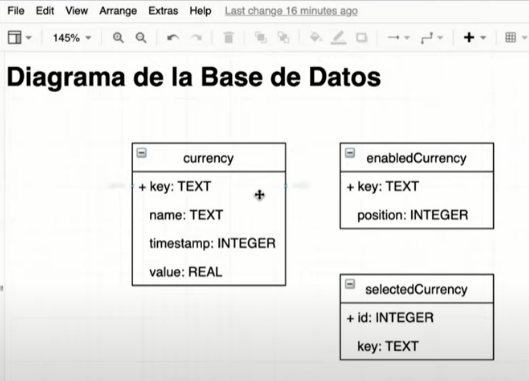 File Edit View Arrange Extras Help Last change 16 minutes ago
145%
Diagrama de la Base de Datos
currency
+ key: TEXT
name: TEXT
timestamp: INTEGER
value: REAL
enabledCurrency
+ key: TEXT
position: INTEGER
selectedCurrency
+ id: INTEGER
key: TEXT